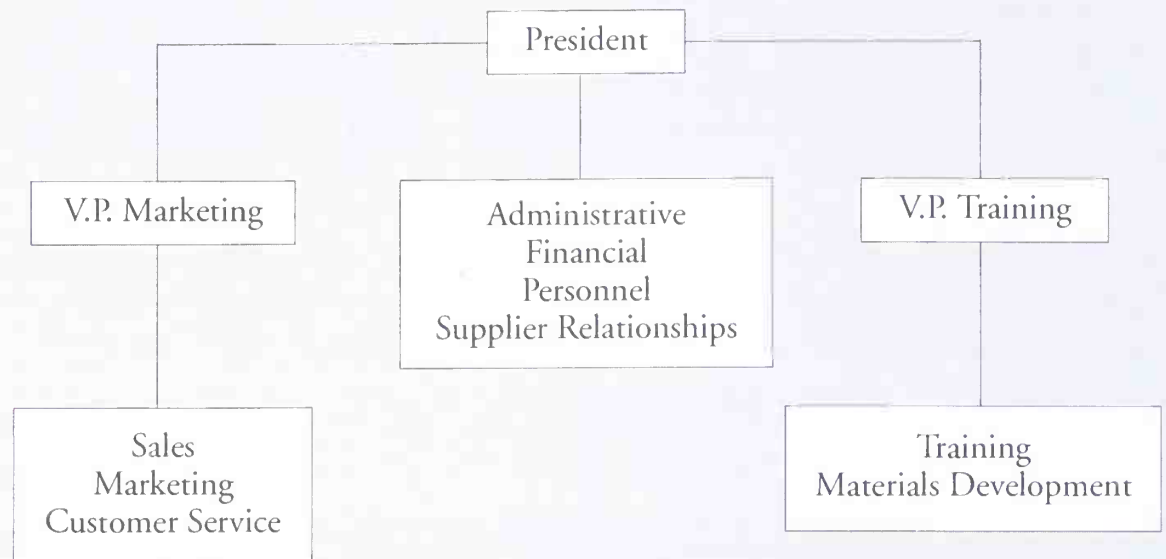 President
V.P. Marketing
Administrative
Financial
Personnel
Supplier Relationships
V.P. Training
Sales
Marketing
Customer Service
Training
Materials Development